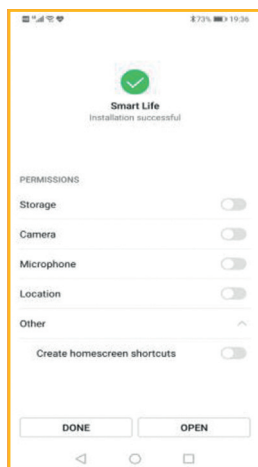 73% 19:36
Smart Life
Installation successful
PERMISSIONS
Storage
Camera
Microphone
Location
Other
Create homescreen shortcuts
DONE OPEN